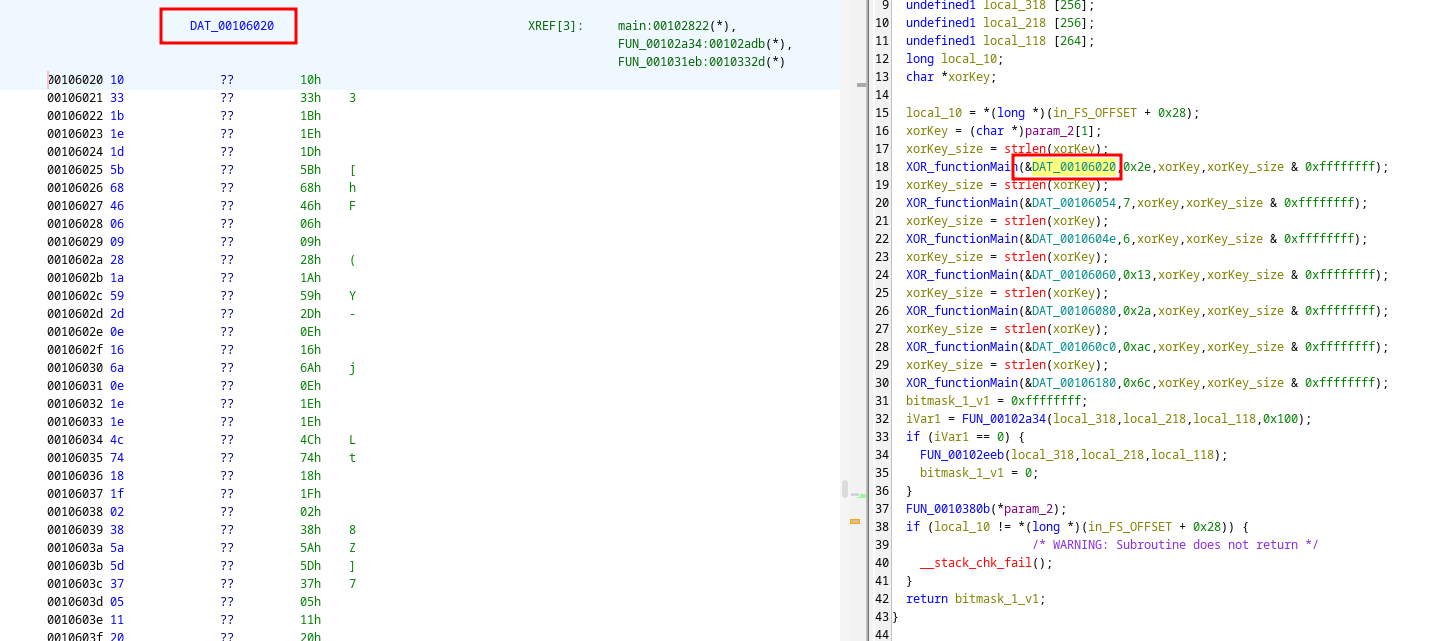 DAT_00106020 XREF[3]: main:00102822(*),
FUN_00102a34:00102adb(*),
FUN_001031eb:0010332d(*)
00106020 10 ?? 10h
00106021 33 ?? 33h 3
00106022 1b ?? 1Bh
00106023 1e ?? 1Eh
00106024 1d ?? 1Dh
00106025 5b ?? 5Bh [
00106026 68 ?? 68h h
00106027 46 ?? 46h F
00106028 06 ?? 06h
00106029 09 ?? 09h
0010602a 28 ?? 28h (
0010602b 1a ?? 1Ah
0010602c 59 ?? 59h Y
0010602d 2d ?? 2Dh -
0010602e 0e ?? 0Eh
0010602f 16 ?? 16h
00106030 6a ?? 6Ah j
00106031 0e ?? 0Eh
00106032 1e ?? 1Eh
00106033 1e ?? 1Eh
00106034 4c ?? 4Ch L
00106035 74 ?? 74h t
00106036 18 ?? 18h
00106037 1f ?? 1Fh
00106038 02 ?? 02h
00106039 38 ?? 38h 8
0010603a 5a ?? 5Ah Z
0010603b 5d ?? 5Dh ]
0010603c 37 ?? 37h 7
0010603d 05 ?? 05h
0010603e 11 ?? 11h
0010603f 20 ?? 20h
9 undefined1 local_318 [256];
10 undefined1 local_218 [256];
11 undefined1 local_118 [264];
12 long local_10;
13 char *xorKey;
14
15 local_10 = *(long *)(in_FS_OFFSET + 0x28);
16 xorKey = (char *)param_2[1];
17 xorKey_size = strlen(xorKey);
18 XOR_functionMain(&DAT_00106020,0x2e,xorKey,xorKey_size & 0xffffffff);
19 xorKey_size = strlen(xorKey);
20 XOR_functionMain(&DAT_00106054,7,xorKey,xorKey_size & 0xffffffff);
21 xorKey_size = strlen(xorKey);
22 XOR_functionMain(&DAT_0010604e,6,xorKey,xorKey_size & 0xffffffff);
23 xorKey_size = strlen(xorKey);
24 XOR_functionMain(&DAT_00106060,0x13,xorKey,xorKey_size & 0xffffffff);
25 xorKey_size = strlen(xorKey);
26 XOR_functionMain(&DAT_00106080,0x2a,xorKey,xorKey_size & 0xffffffff);
27 xorKey_size = strlen(xorKey);
28 XOR_functionMain(&DAT_001060c0,0xac,xorKey,xorKey_size & 0xffffffff);
29 xorKey_size = strlen(xorKey);
30 XOR_functionMain(&DAT_00106180,0x6c,xorKey,xorKey_size & 0xffffffff);
31 bitmask_1_v1 = 0xffffffff;
32 iVar1 = FUN_00102a34(local_318,local_218,local_118,0x100);
33 if (iVar1 == 0) {
34 FUN_00102eeb(local_318,local_218,local_118);
35 bitmask_1_v1 = 0;
36 }
37 FUN_0010380b(*param_2);
38 if (local_10 != *(long *)(in_FS_OFFSET + 0x28)) {
39 /* WARNING: Subroutine does not return */
40 __stack_chk_fail();
41 }
42 return bitmask_1_v1;
43 }
44